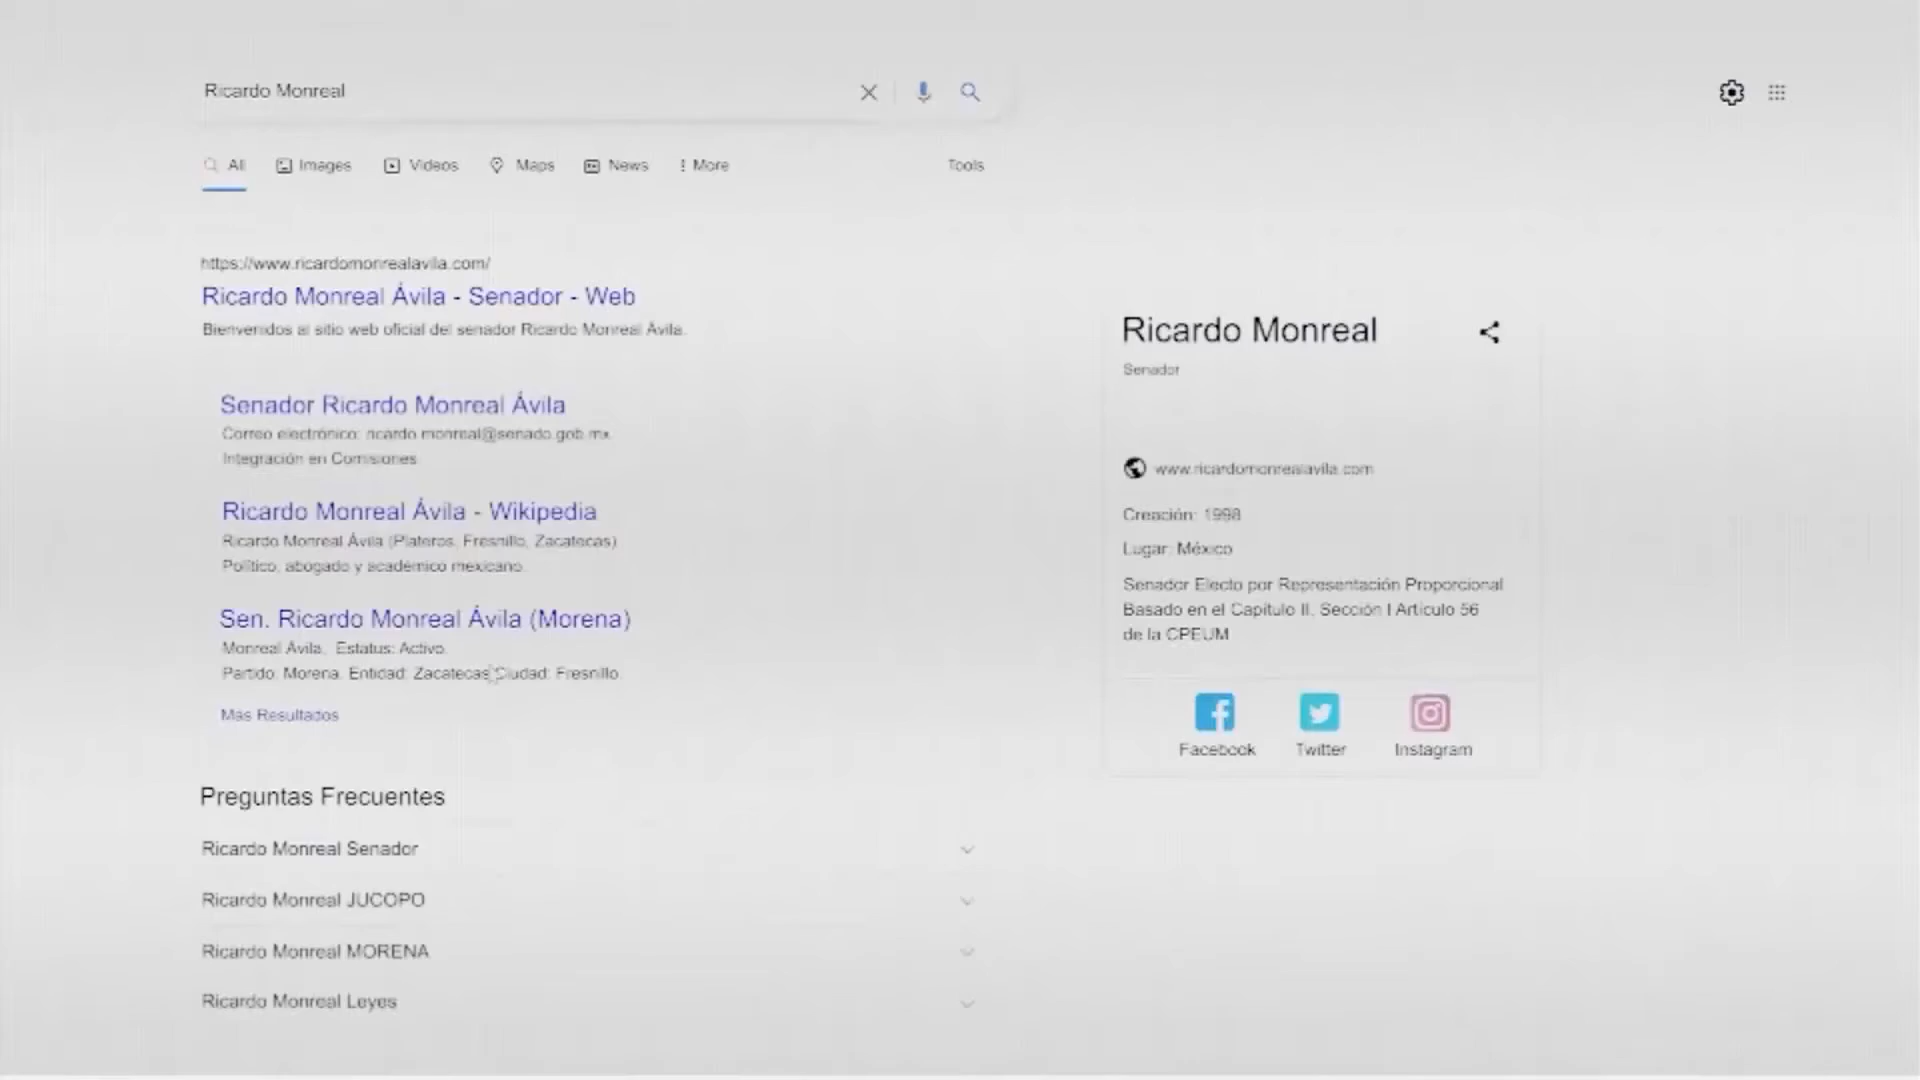 Ricardo Monreal
All Images Videos Maps News More Tools
https://www.ricardomonrealavila.com/
Ricardo Monreal Ávila - Senador - Web
Bienvenidos al sitio web oficial del senador Ricardo Monreal Ávila.
Senador Ricardo Monreal Ávila
Correo electrónico: ricardo.monreal@senado.gob.mx
Integración en Comisiones
Ricardo Monreal Ávila - Wikipedia
Ricardo Monreal Ávila (Plateros, Fresnillo, Zacatecas)
Político, abogado y académico mexicano.
Sen. Ricardo Monreal Ávila (Morena)
Monreal Ávila. Estatus: Activo.
Partido: Morena. Entidad: Zacatecas Ciudad: Fresnillo.
Más Resultados
Preguntas Frecuentes
Ricardo Monreal Senador
Ricardo Monreal JUCOPO
Ricardo Monreal MORENA
Ricardo Monreal Leyes
Ricardo Monreal
Senador
www.ricardomonrealavila.com
Creación: 1998
Lugar: México
Senador Electo por Representación Proporcional
Basado en el Capítulo II, Sección I Artículo 56
de la CPEUM
Facebook Twitter Instagram